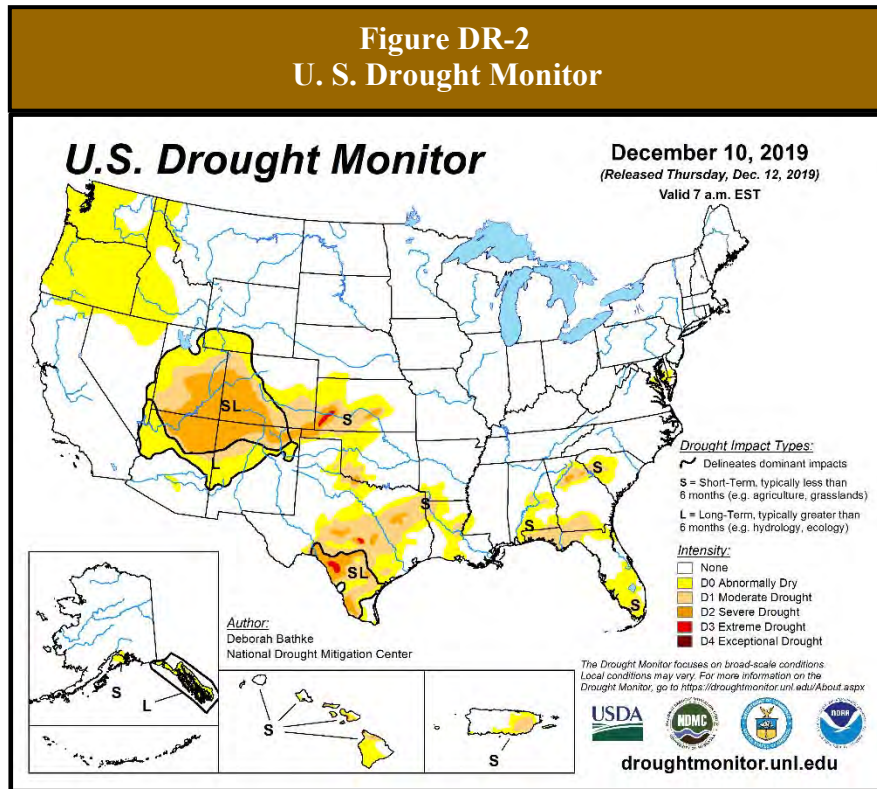 Figure DR-2
U. S. Drought Monitor
U.S. Drought Monitor
December 10, 2019
(Released Thursday, Dec. 12, 2019)
Valid 7 a.m. EST
SL
S
L
S
S
S
SL
S
Drought Impact Types:
Delineates dominant impacts
S = Short-Term, typically less than
6 months (e.g. agriculture, grasslands)
L = Long-Term, typically greater than
6 months (e.g. hydrology, ecology)
Intensity:
None
D0 Abnormally Dry
D1 Moderate Drought
D2 Severe Drought
D3 Extreme Drought
D4 Exceptional Drought
Author:
Deborah Bathke
National Drought Mitigation Center
S
L
S
S
The Drought Monitor focuses on broad-scale conditions.
Local conditions may vary. For more information on the
Drought Monitor, go to https://droughtmonitor.unl.edu/About.aspx
USDA
NDMC
NOAA
droughtmonitor.unl.edu